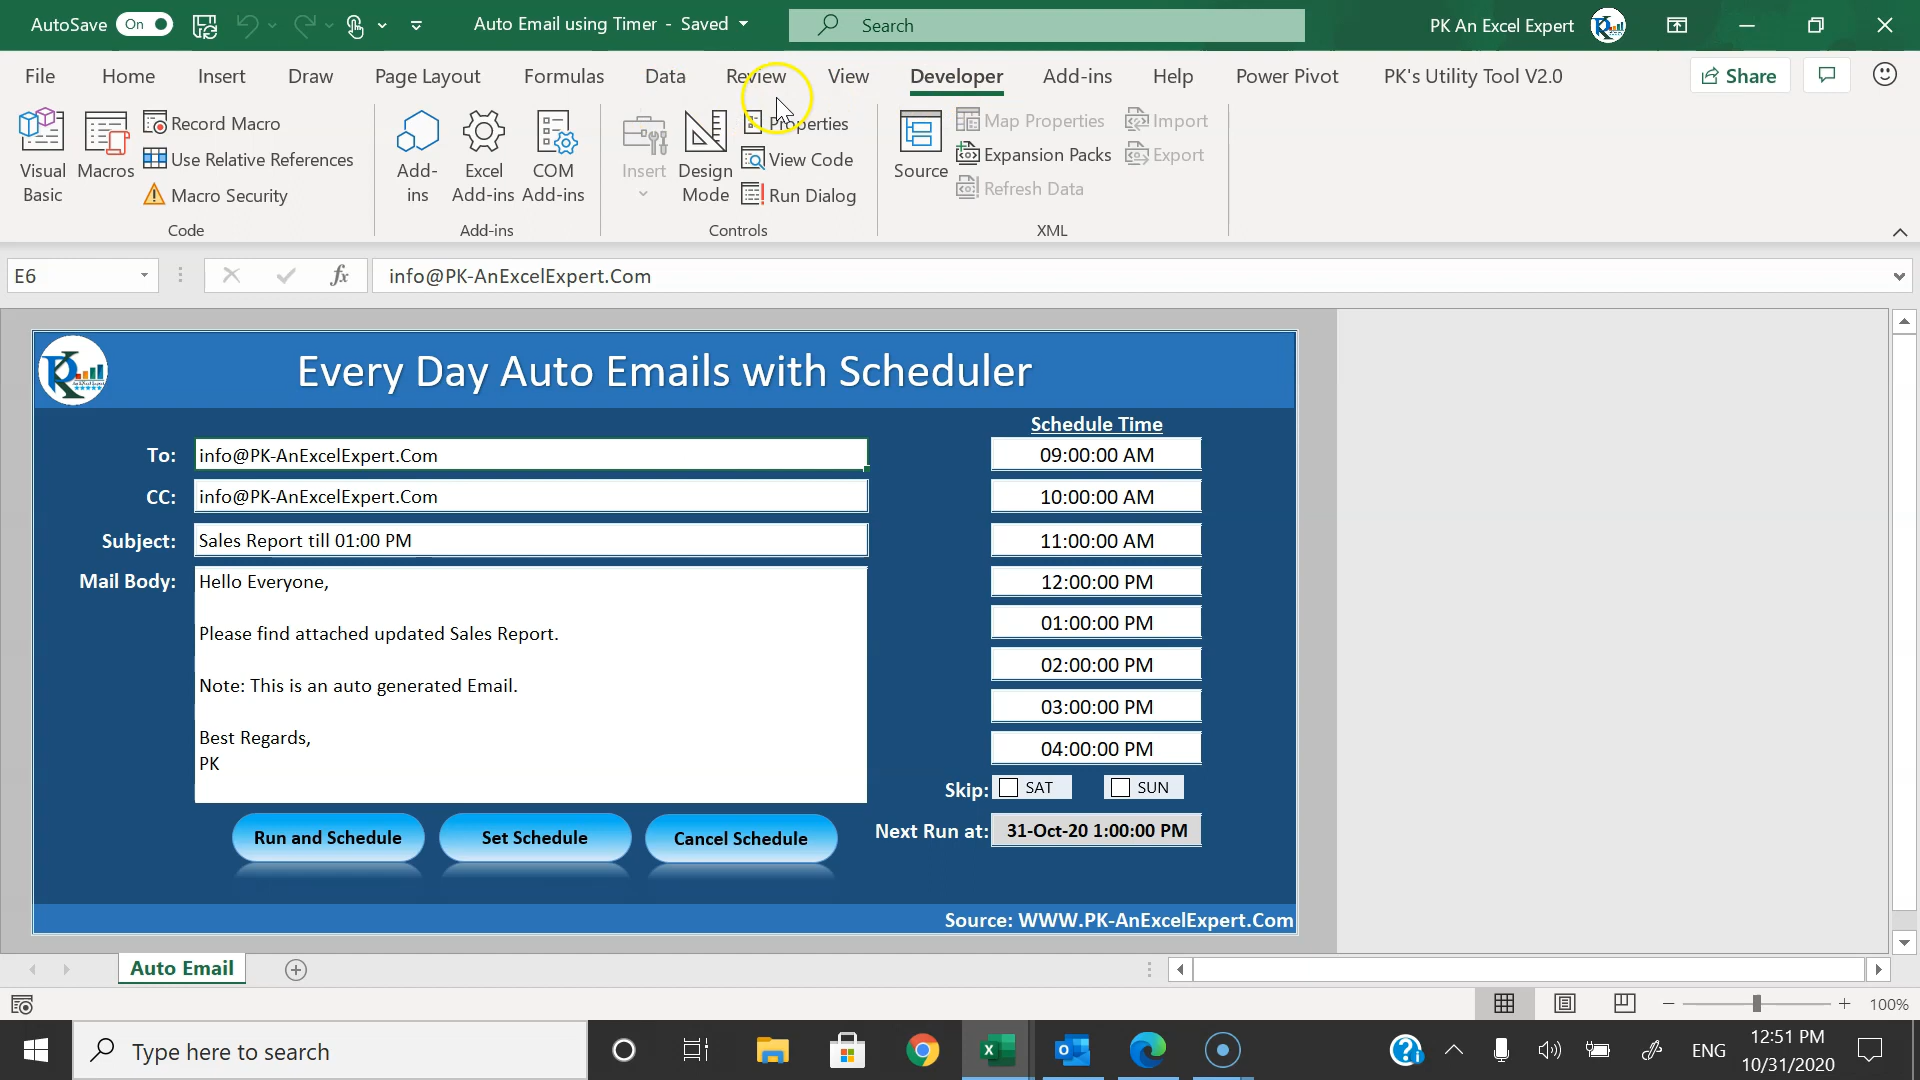 AutoSave On Auto Email using Timer - Saved Search PK An Excel Expert
File Home Insert Draw Page Layout Formulas Data Review View Developer Add-ins Help Power Pivot PK's Utility Tool V2.0 Share
Visual Basic
Macros
Record Macro
Use Relative References
Macro Security
Code
Add-ins
Excel Add-ins
COM Add-ins
Add-ins
Insert
Design Mode
Properties
View Code
Run Dialog
Controls
Source
Map Properties
Expansion Packs
Refresh Data
Import
Export
XML
E6 fx info@PK-AnExcelExpert.Com
Every Day Auto Emails with Scheduler
To: info@PK-AnExcelExpert.Com
CC: info@PK-AnExcelExpert.Com
Subject: Sales Report till 01:00 PM
Mail Body: Hello Everyone,
Please find attached updated Sales Report.
Note: This is an auto generated Email.
Best Regards,
PK
Schedule Time
09:00:00 AM
10:00:00 AM
11:00:00 AM
12:00:00 PM
01:00:00 PM
02:00:00 PM
03:00:00 PM
04:00:00 PM
Skip: SAT SUN
Run and Schedule Set Schedule Cancel Schedule Next Run at: 31-Oct-20 1:00:00 PM
Source: WWW.PK-AnExcelExpert.Com
Auto Email
100%
Type here to search ENG 12:51 PM
10/31/2020